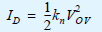 I_D = \frac{1}{2} k_n V_{OV}^2